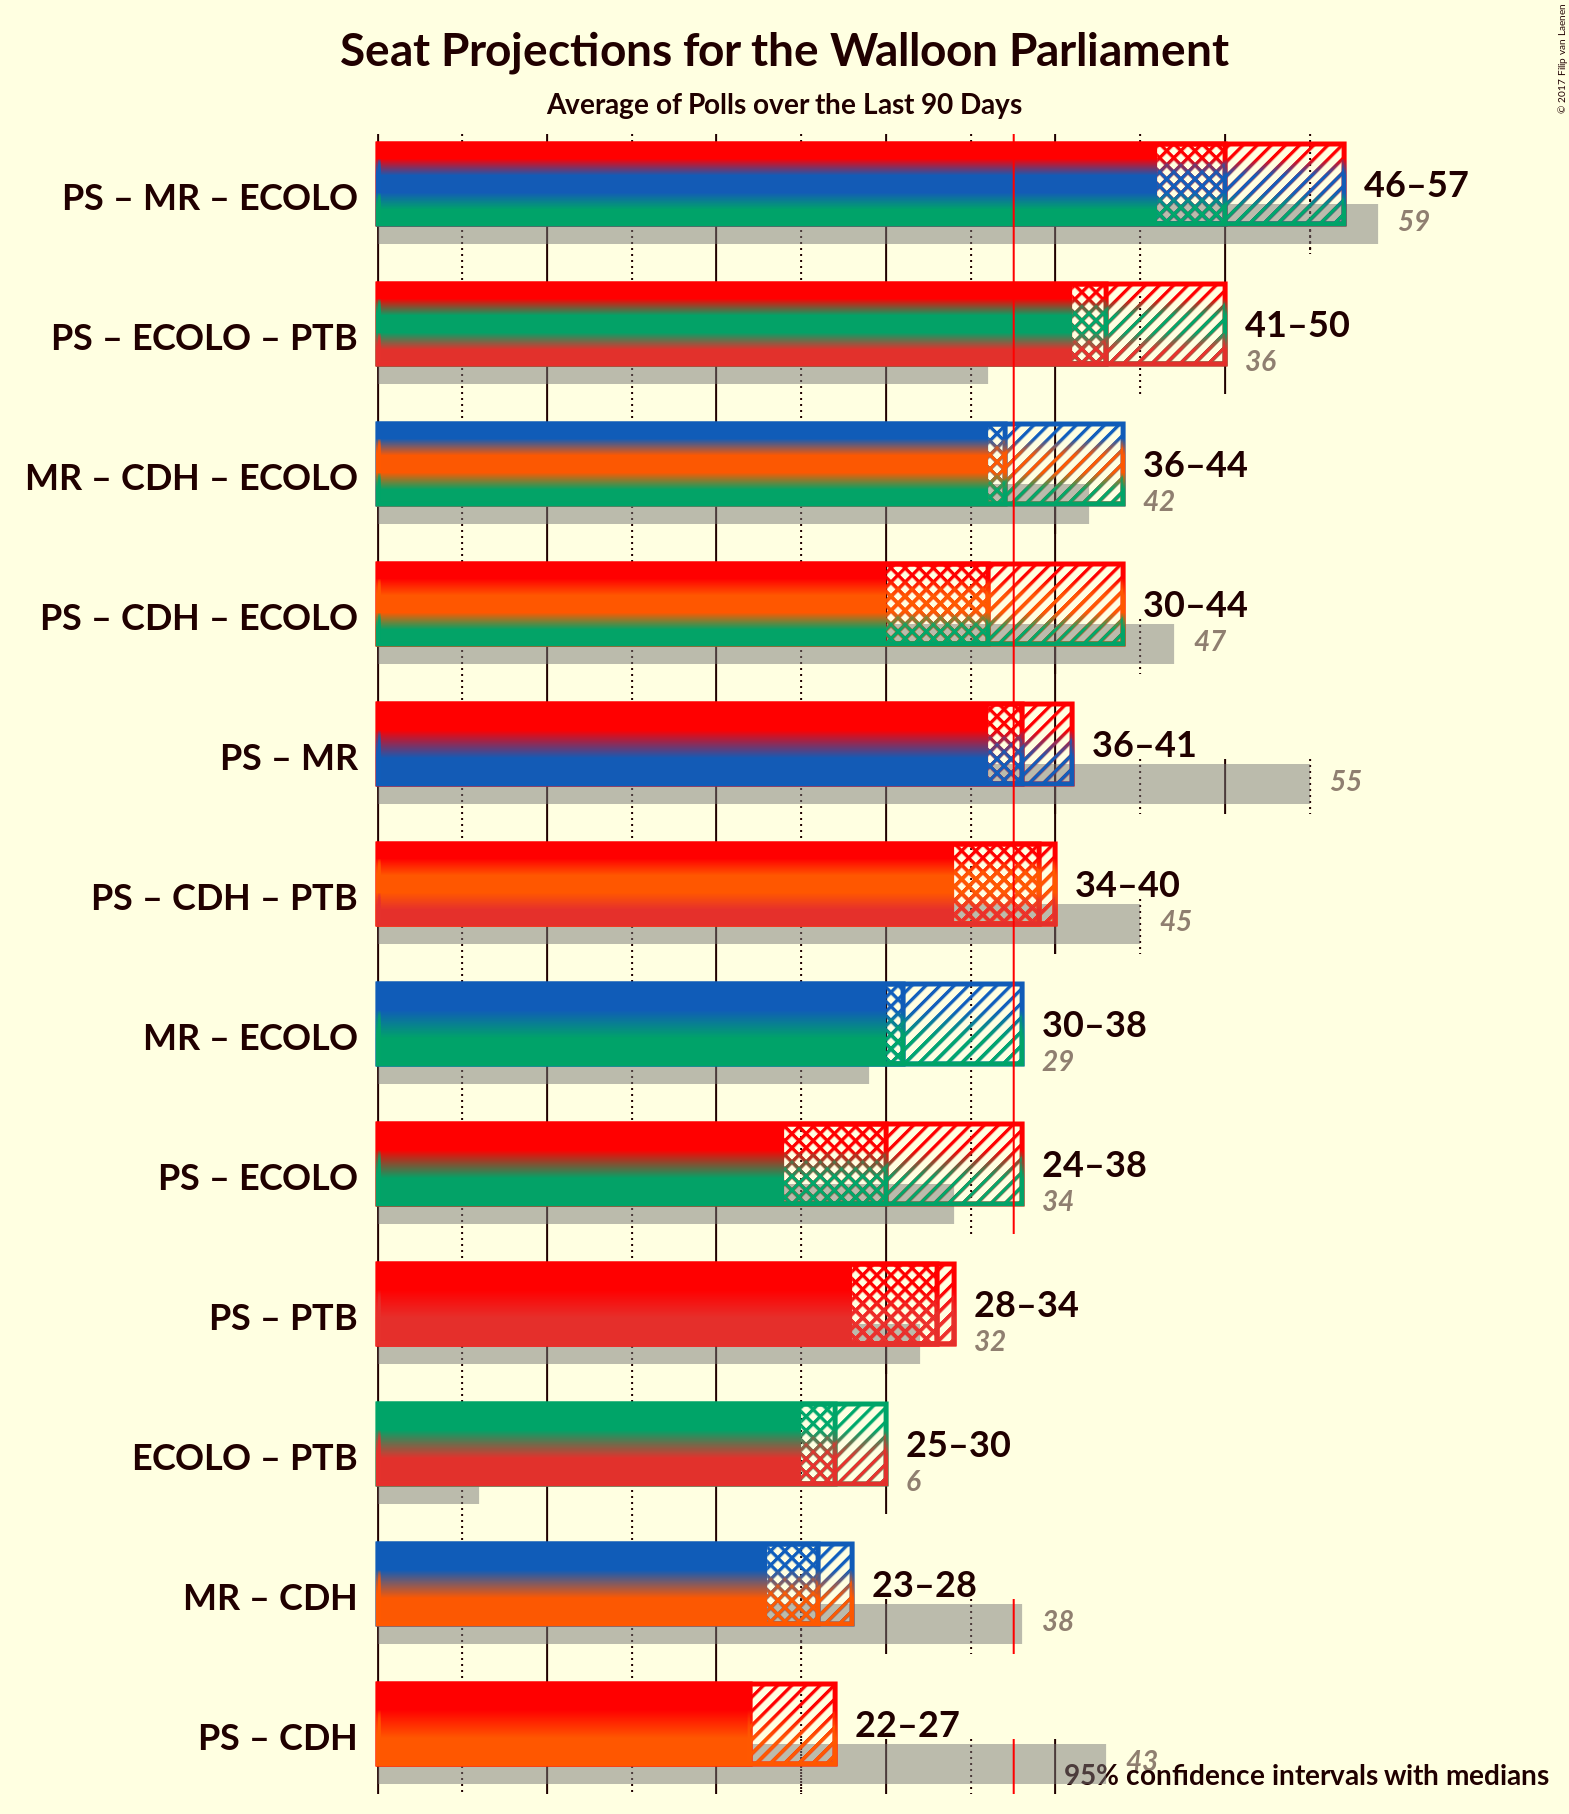 Seat Projections for the Walloon Parliament
Average of Polls over the Last 90 Days
© 2017 Filip van Laenen
PS – MR – ECOLO
46–57
59
PS – ECOLO – PTB
41–50
36
MR – CDH – ECOLO
36–44
42
PS – CDH – ECOLO
30–44
47
PS – MR
36–41
55
PS – CDH – PTB
34–40
45
MR – ECOLO
30–38
29
PS – ECOLO
24–38
34
PS – PTB
28–34
32
ECOLO – PTB
25–30
6
MR – CDH
23–28
38
PS – CDH
22–27
43
95% confidence intervals with medians